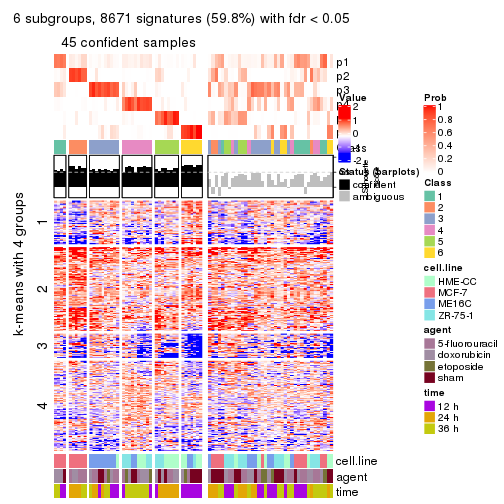 6 subgroups, 8671 signatures (59.8%) with fdr < 0.05
45 confident samples
p1
p2
p3
Value
2
1
0
-1
-2
Prob
1
0.8
0.6
0.4
0.2
0
Status (barplots)
confident
ambiguous
Class
1
2
3
4
5
6
k-means with 4 groups
1
2
3
4
cell.line
HME-CC
MCF-7
ME16C
ZR-75-1
agent
5-fluorouracil
doxorubicin
etoposide
sham
time
12 h
24 h
36 h
cell.line
agent
time